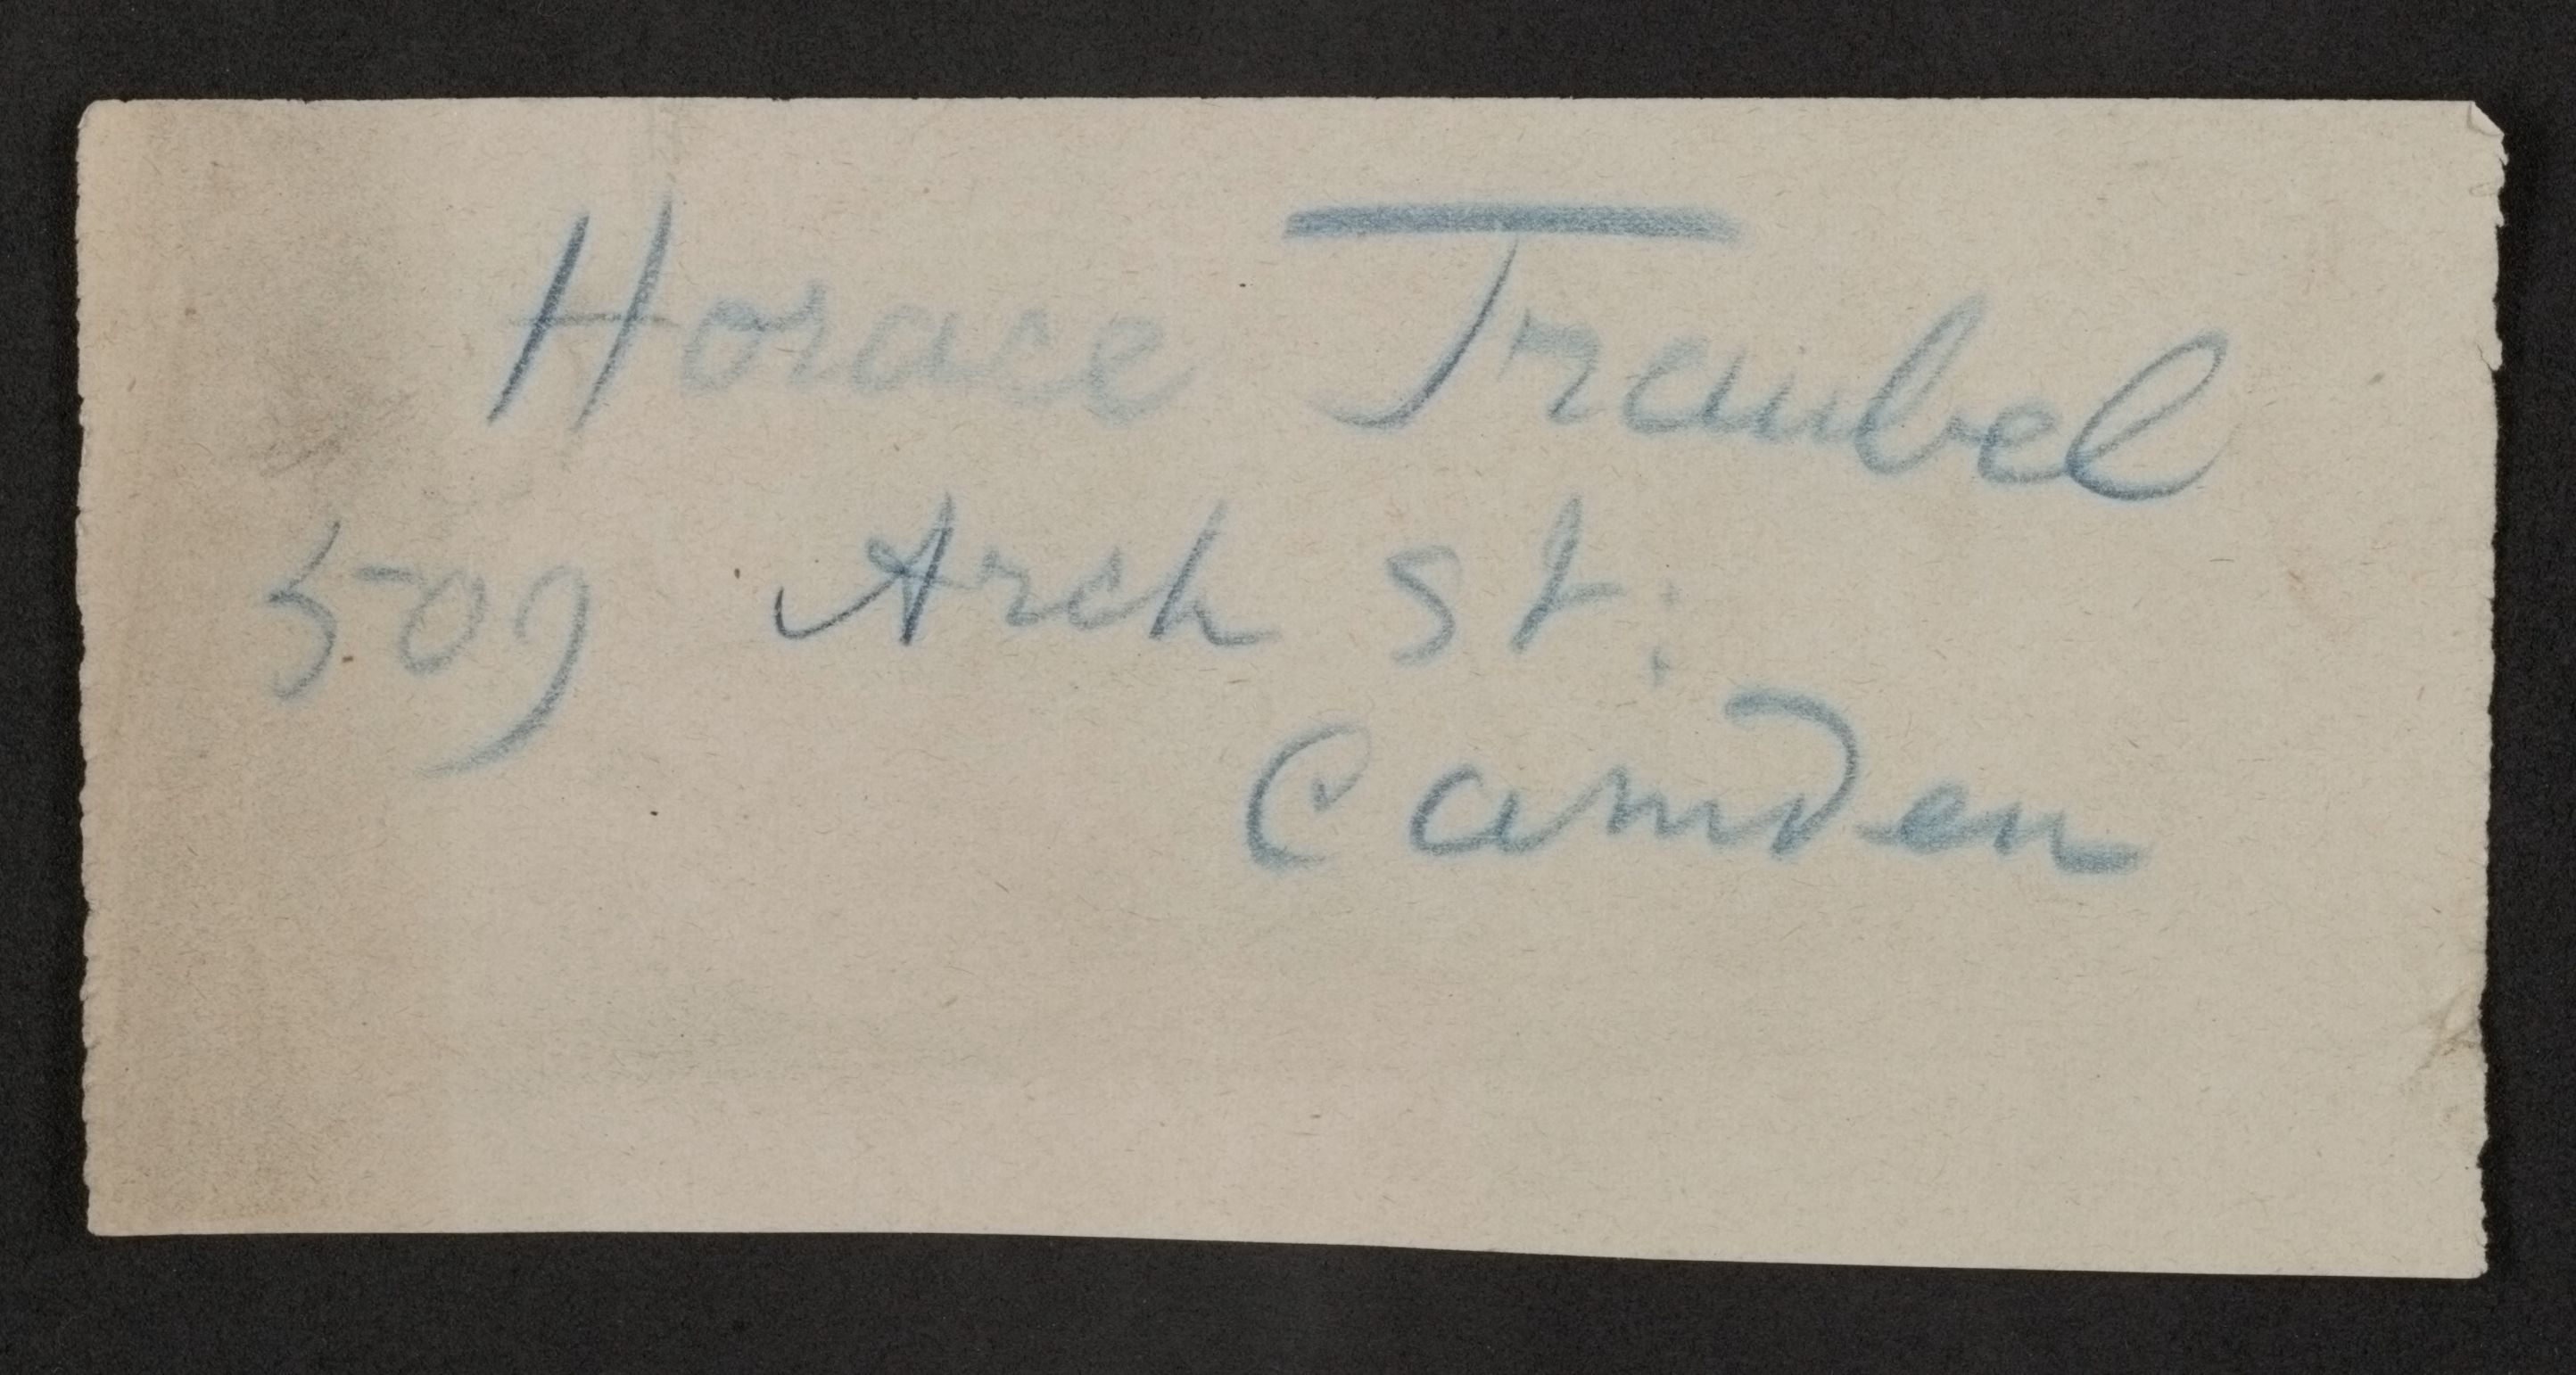 Horace Traubel
509 Arch St:
Camden